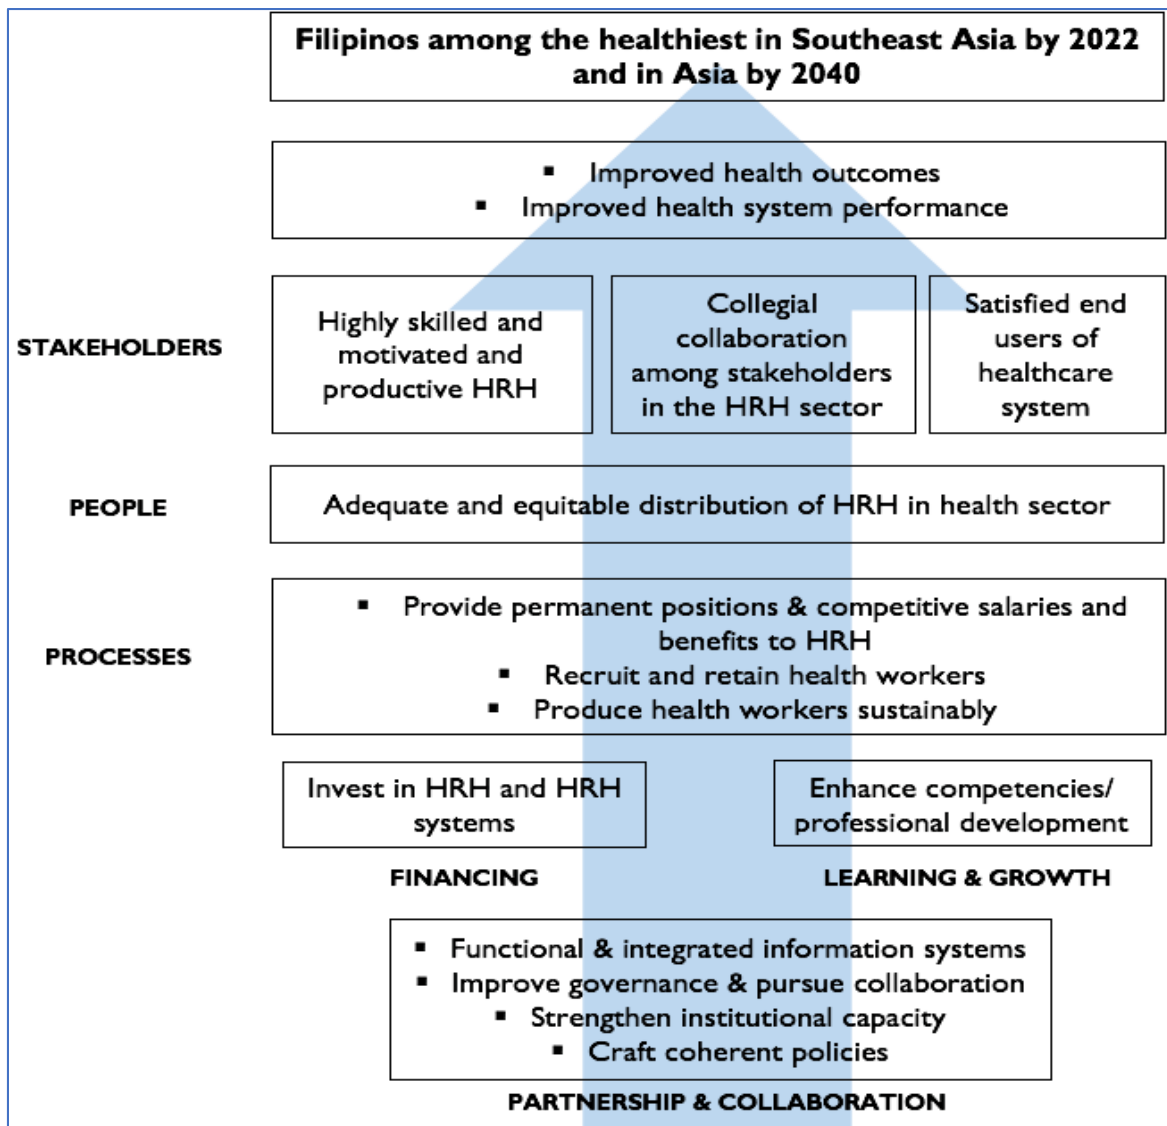 Filipinos among the healthiest in Southeast Asia by 2022
and in Asia by 2040
▪ Improved health outcomes
▪ Improved health system performance
STAKEHOLDERS
Highly skilled and
motivated and
productive HRH
Collegial
collaboration
among stakeholders
in the HRH sector
Satisfied end
users of
healthcare
system
PEOPLE
Adequate and equitable distribution of HRH in health sector
PROCESSES
▪ Provide permanent positions & competitive salaries and
benefits to HRH
▪ Recruit and retain health workers
▪ Produce health workers sustainably
Invest in HRH and HRH
systems
FINANCING
Enhance competencies/
professional development
LEARNING & GROWTH
▪ Functional & integrated information systems
▪ Improve governance & pursue collaboration
▪ Strengthen institutional capacity
▪ Craft coherent policies
PARTNERSHIP & COLLABORATION